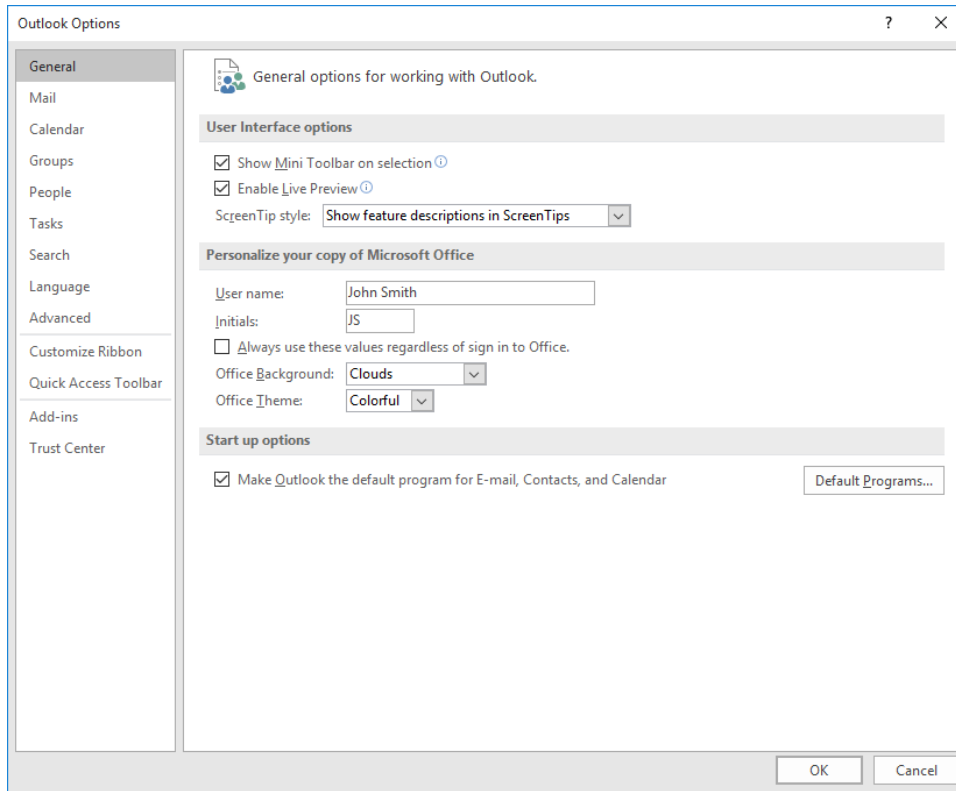 Outlook Options
?
General
Mail
Calendar
Groups
People
Tasks
Search
Language
Advanced
Customize Ribbon
Quick Access Toolbar
Add-ins
Trust Center
General options for working with Outlook.
User Interface options
Show Mini Toolbar on selection
Enable Live Preview
ScreenTip style: Show feature descriptions in ScreenTips
Personalize your copy of Microsoft Office
User name: John Smith
Initials: JS
Always use these values regardless of sign in to Office.
Office Background: Clouds
Office Theme: Colorful
Start up options
Make Outlook the default program for E-mail, Contacts, and Calendar Default Programs...
OK Cancel